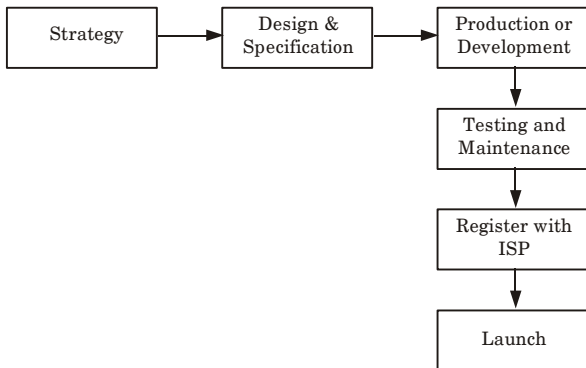 Strategy
Design &
Specification
Production or
Development
Testing and
Maintenance
Register with
ISP
Launch